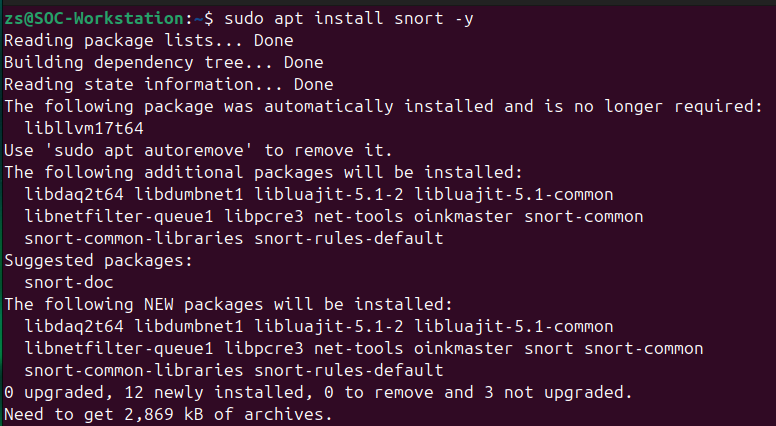 zs@SOC-Workstation:~$ sudo apt install snort -y
Reading package lists... Done
Building dependency tree... Done
Reading state information... Done
The following package was automatically installed and is no longer required:
  libllvm17t64
Use 'sudo apt autoremove' to remove it.
The following additional packages will be installed:
  libdaq2t64 libdumbnet1 libluajit-5.1-2 libluajit-5.1-common
  libnetfilter-queue1 libpcre3 net-tools oinkmaster snort-common
  snort-common-libraries snort-rules-default
Suggested packages:
  snort-doc
The following NEW packages will be installed:
  libdaq2t64 libdumbnet1 libluajit-5.1-2 libluajit-5.1-common
  libnetfilter-queue1 libpcre3 net-tools oinkmaster snort snort-common
  snort-common-libraries snort-rules-default
0 upgraded, 12 newly installed, 0 to remove and 3 not upgraded.
Need to get 2,869 kB of archives.